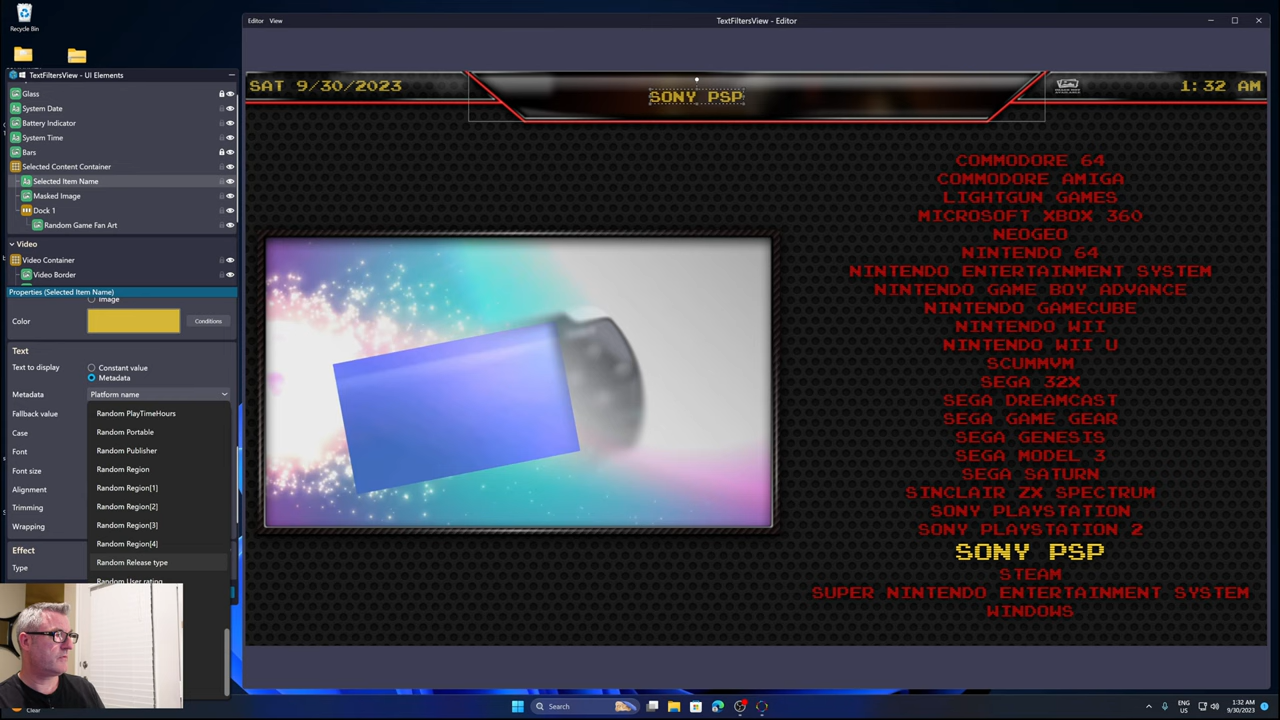 Recycle Bin
Editor View
TextFiltersView - Editor
TextFiltersView - UI Elements
Glass
System Date
Battery Indicator
System Time
Bars
Selected Content Container
Selected Item Name
Masked Image
Dock 1
Random Game Fan Art
Video
Video Container
Video Border
Properties (Selected Item Name)
Image
Color
Conditions
Text
Text to display
Constant value
Metadata
Metadata
Platform name
Fallback value
Case
Font
Font size
Alignment
Trimming
Wrapping
Effect
Type
Random PlayTimeHours
Random Portable
Random Publisher
Random Region
Random Region[1]
Random Region[2]
Random Region[3]
Random Region[4]
Random Release type
Random User rating
SAT 9/30/2023
SONY PSP
1:32 AM
COMMODORE 64
COMMODORE AMIGA
LIGHTGUN GAMES
MICROSOFT XBOX 360
NEOGEO
NINTENDO 64
NINTENDO ENTERTAINMENT SYSTEM
NINTENDO GAME BOY ADVANCE
NINTENDO GAMECUBE
NINTENDO WII
NINTENDO WII U
SCUMMVM
SEGA 32X
SEGA DREAMCAST
SEGA GAME GEAR
SEGA GENESIS
SEGA MODEL 3
SEGA SATURN
SINCLAIR ZX SPECTRUM
SONY PLAYSTATION
SONY PLAYSTATION 2
SONY PSP
STEAM
SUPER NINTENDO ENTERTAINMENT SYSTEM
WINDOWS
Clear
Search
ENG
US
1:32 AM
9/30/2023